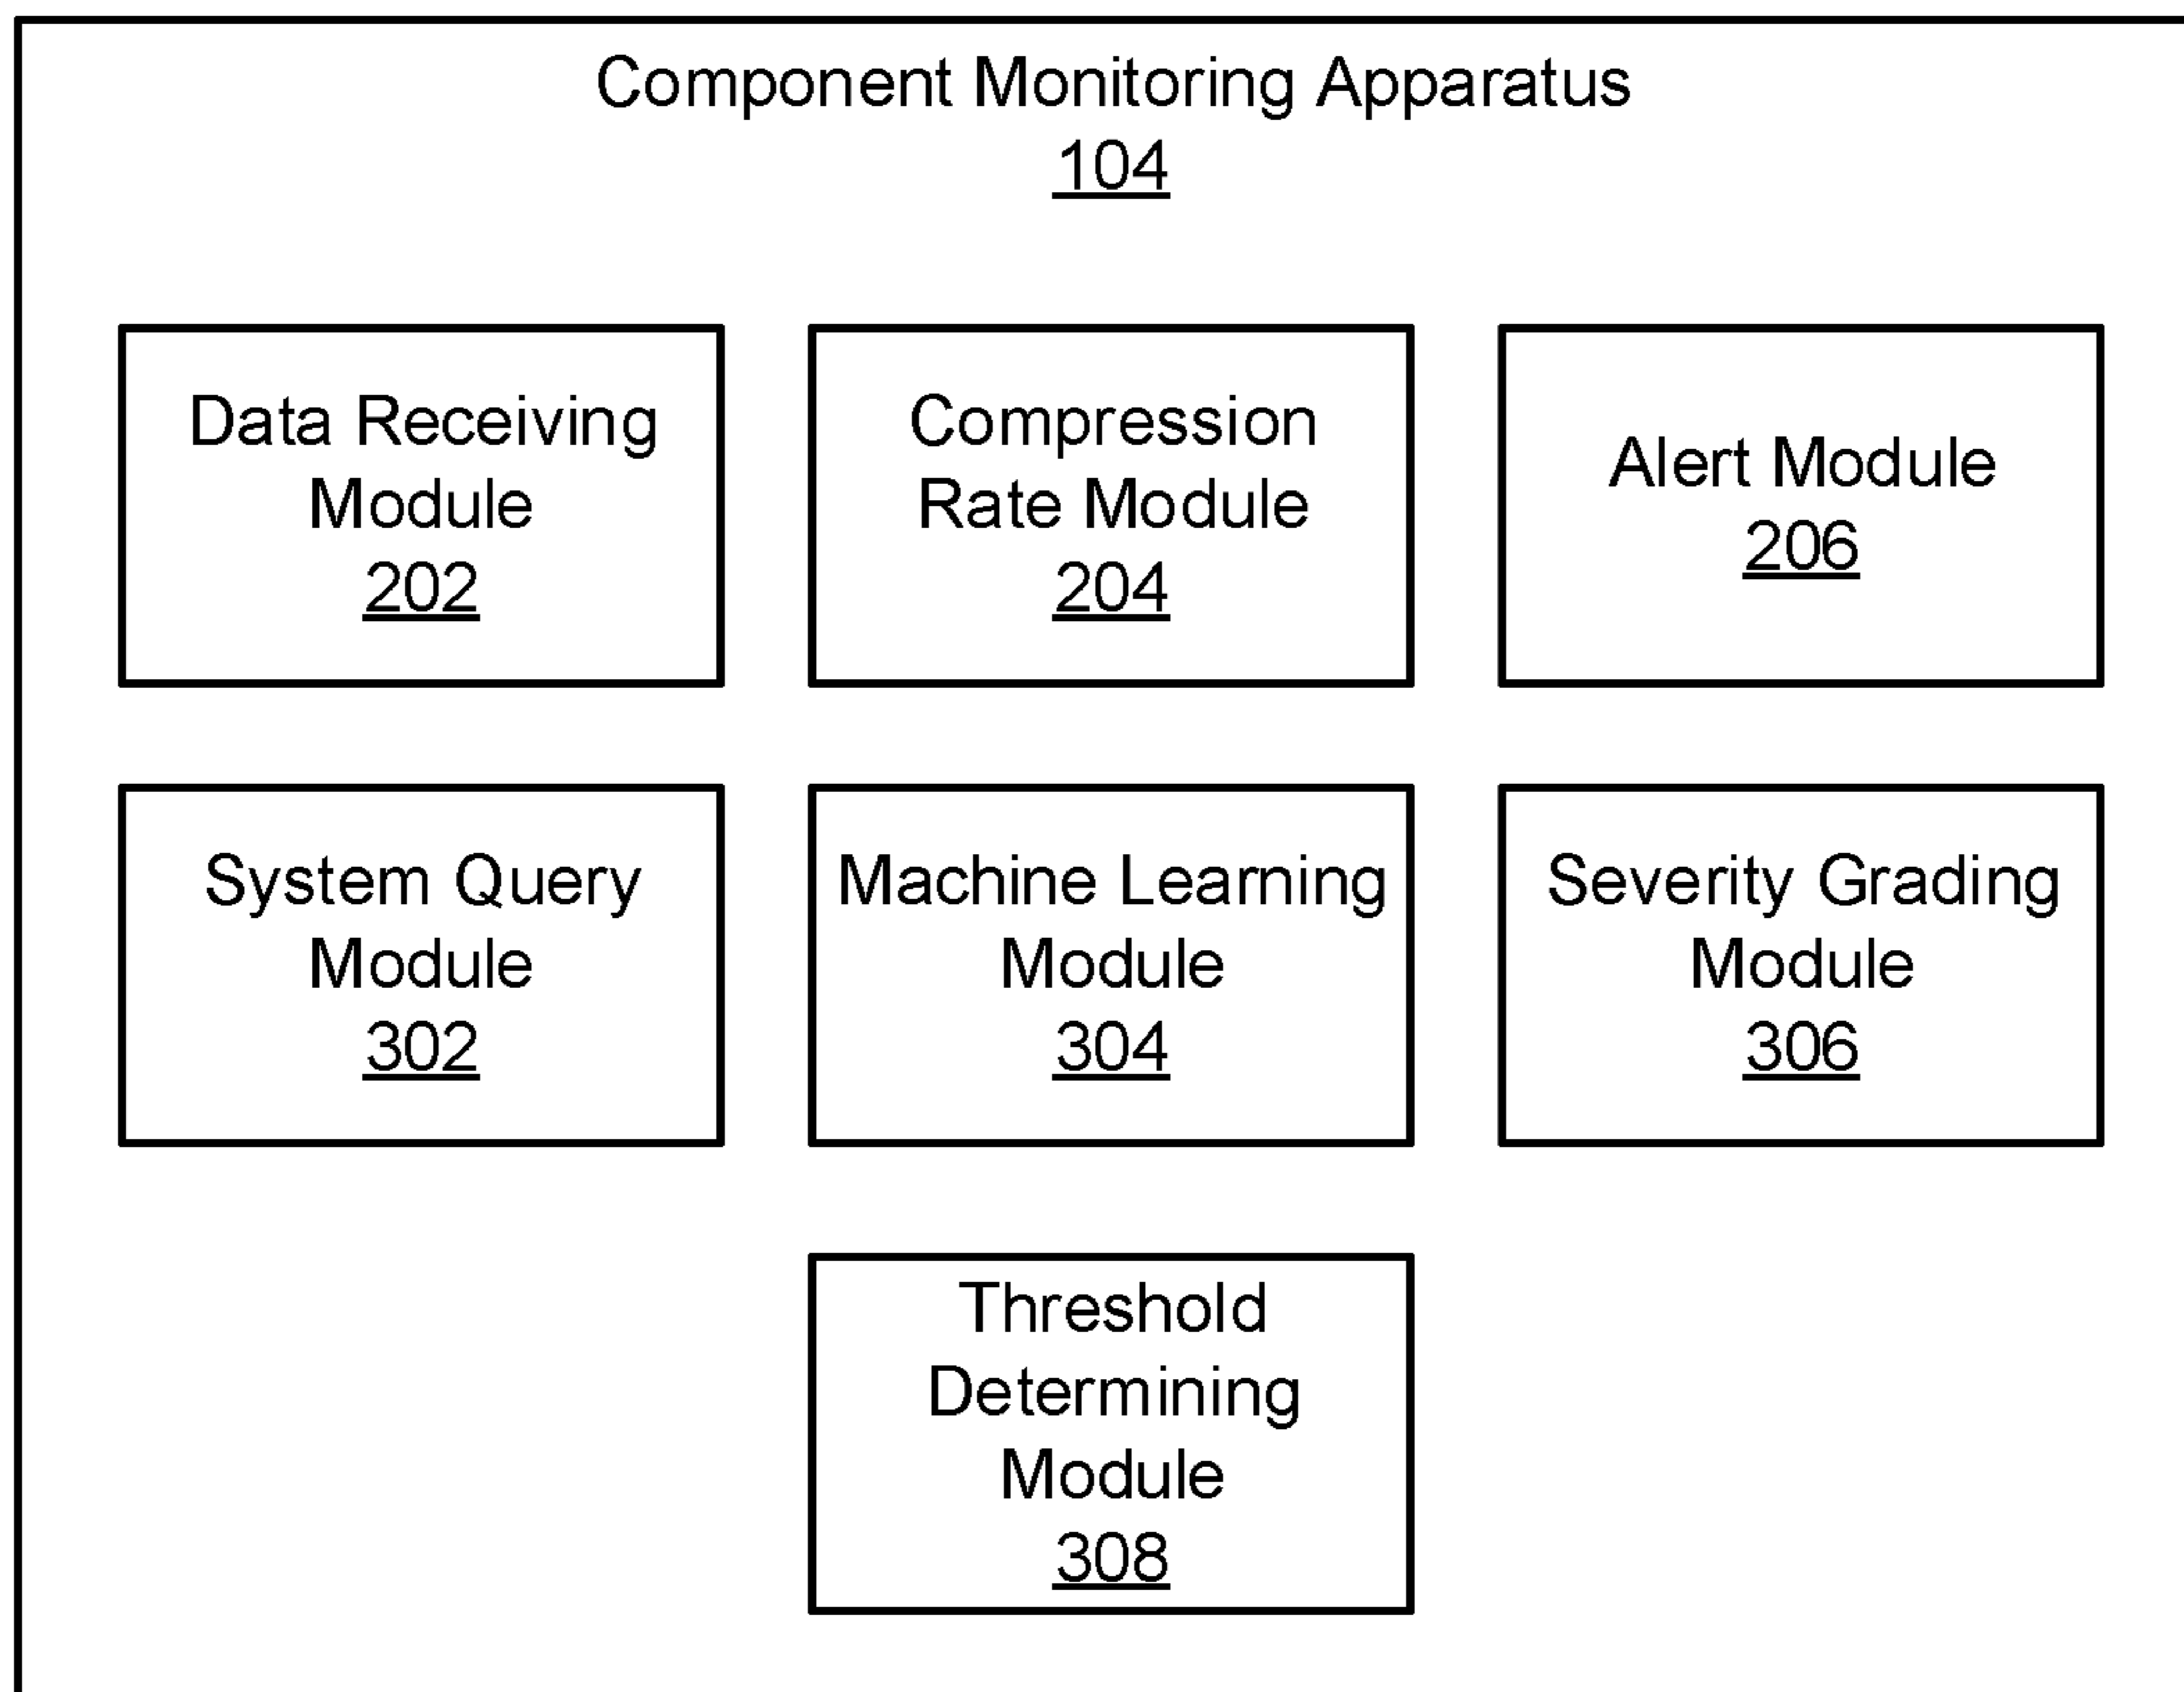 Component Monitoring Apparatus
104
Data Receiving
Module
202
Compression
Rate Module
204
Alert Module
206
System Query
Module
302
Machine Learning
Module
304
Severity Grading
Module
306
Threshold
Determining
Module
308